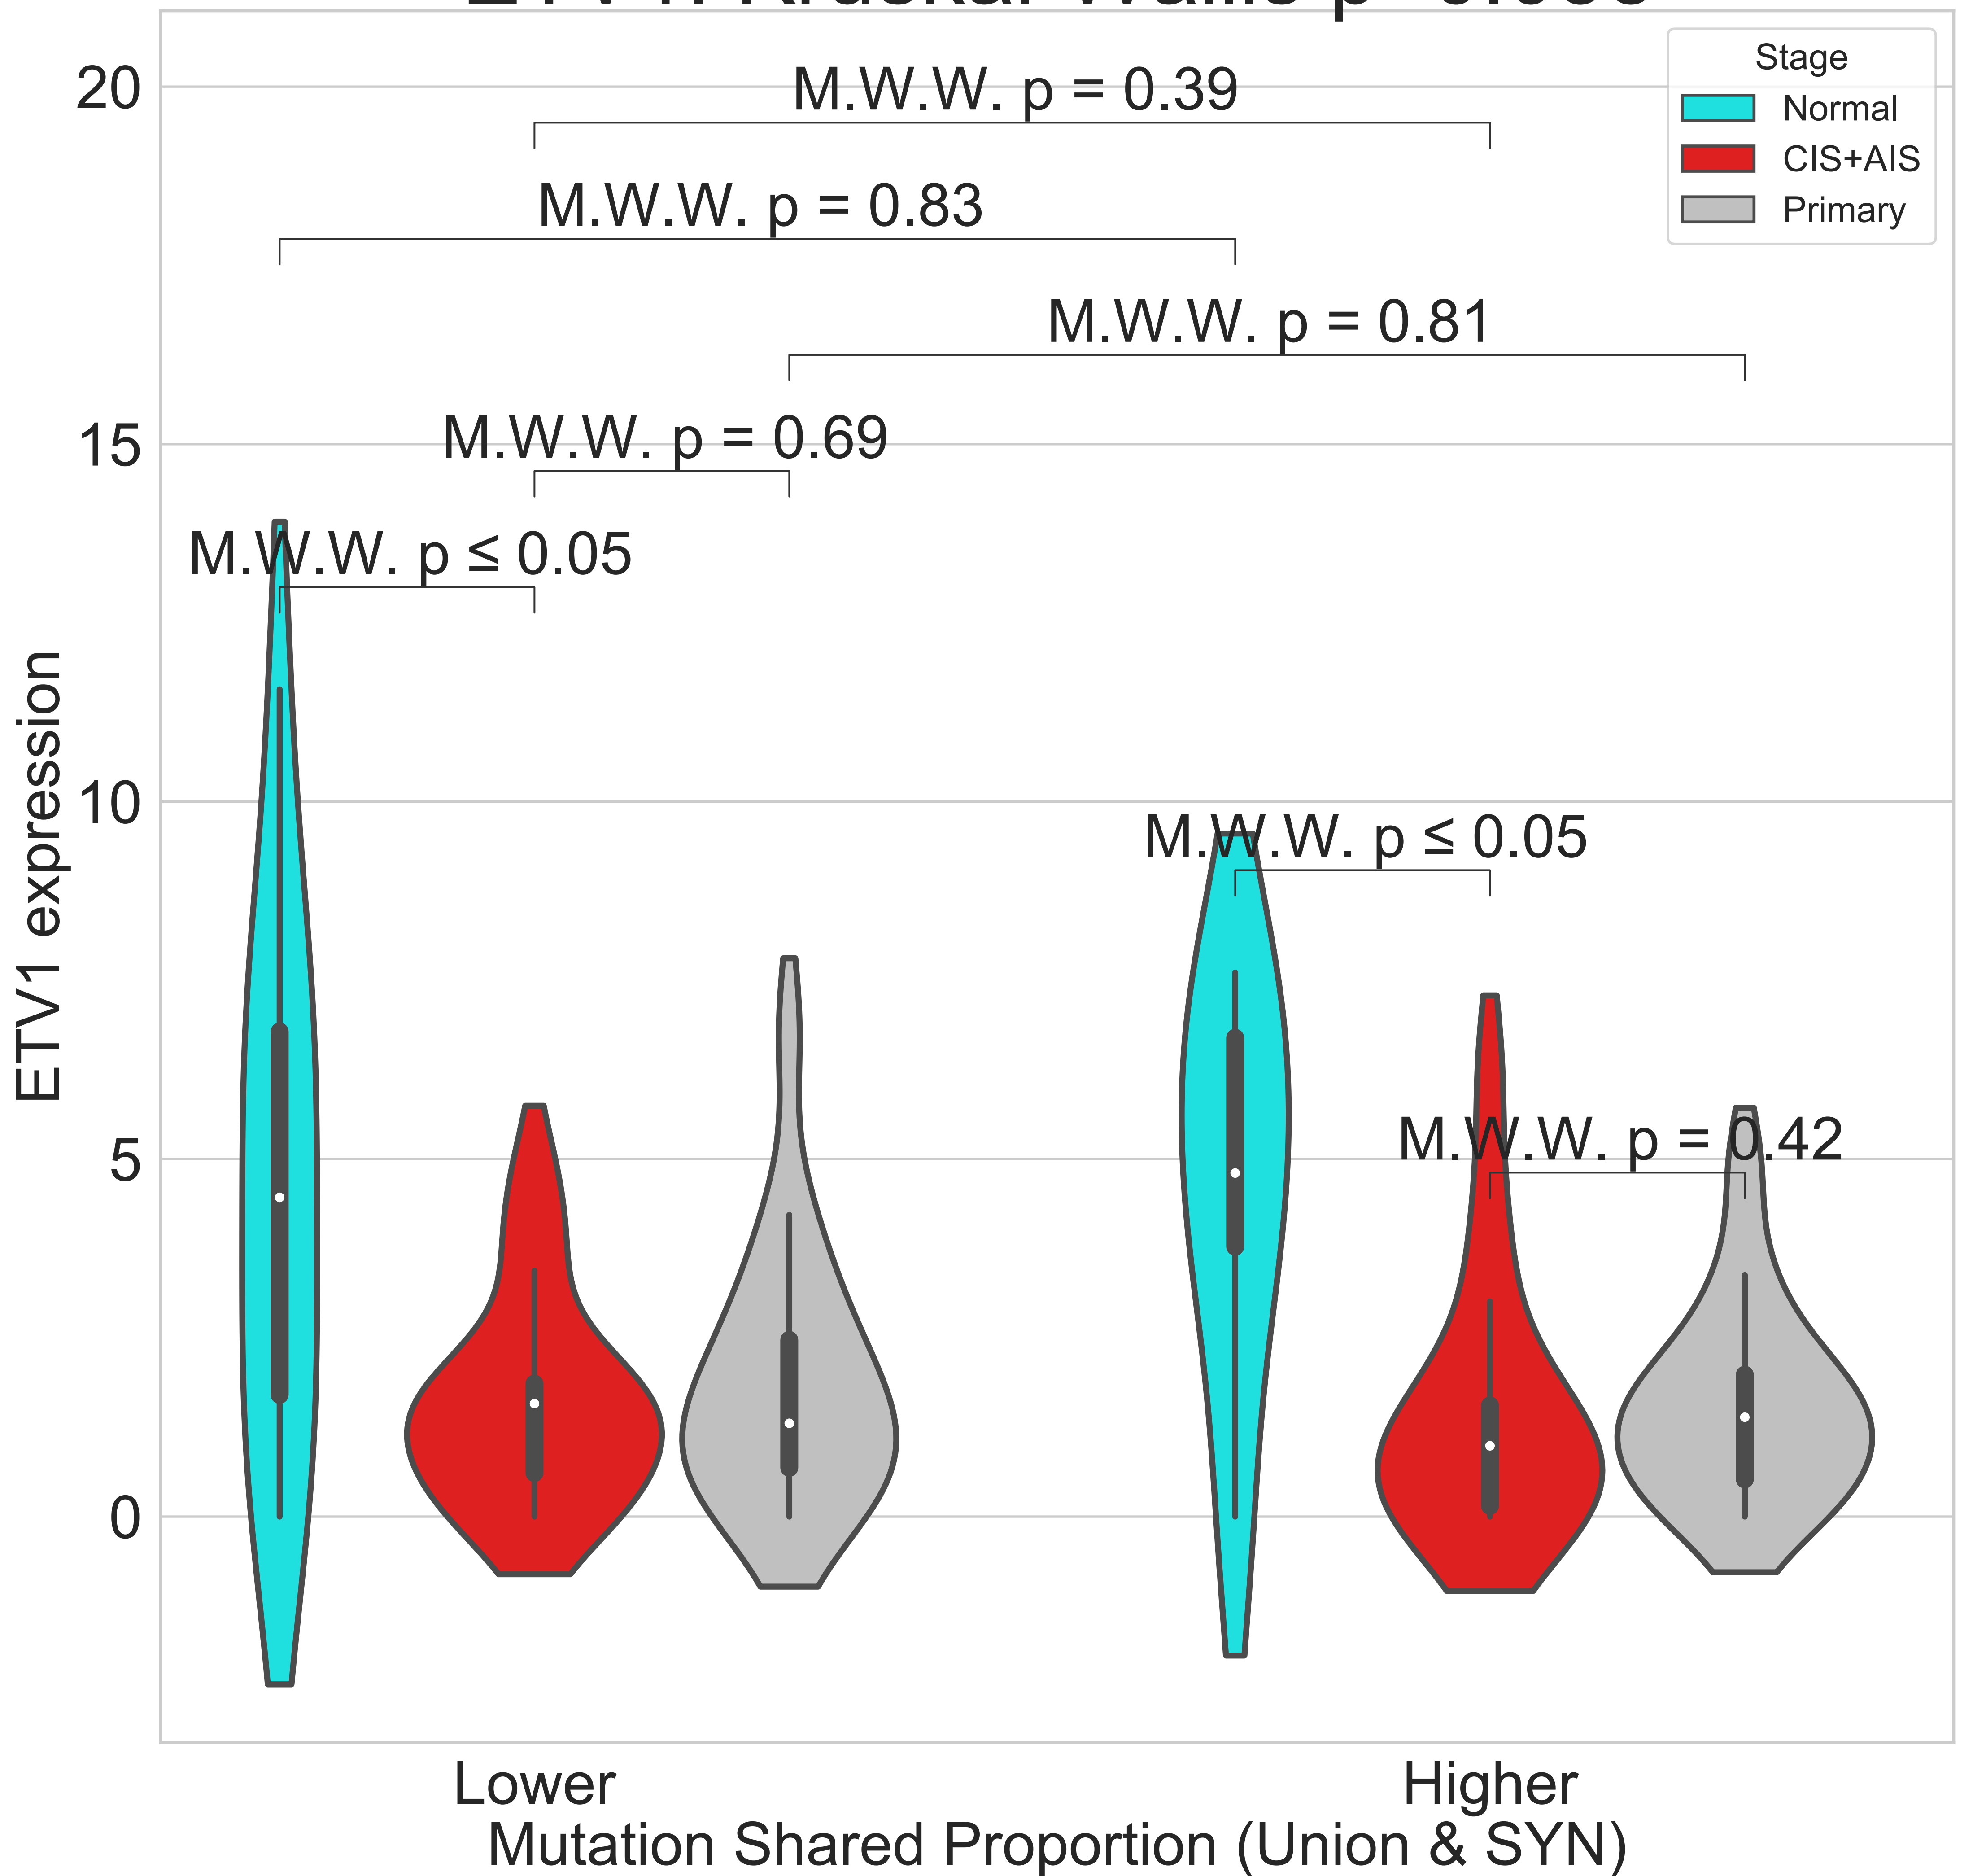 Stage
Normal
CIS+AIS
Primary
M.W.W. p = 0.39
M.W.W. p = 0.83
M.W.W. p = 0.81
M.W.W. p = 0.69
M.W.W. p ≤ 0.05
M.W.W. p ≤ 0.05
M.W.W. p = 0.42
20
15
10
5
0
ETV1 expression
Lower
Higher
Mutation Shared Proportion (Union & SYN)